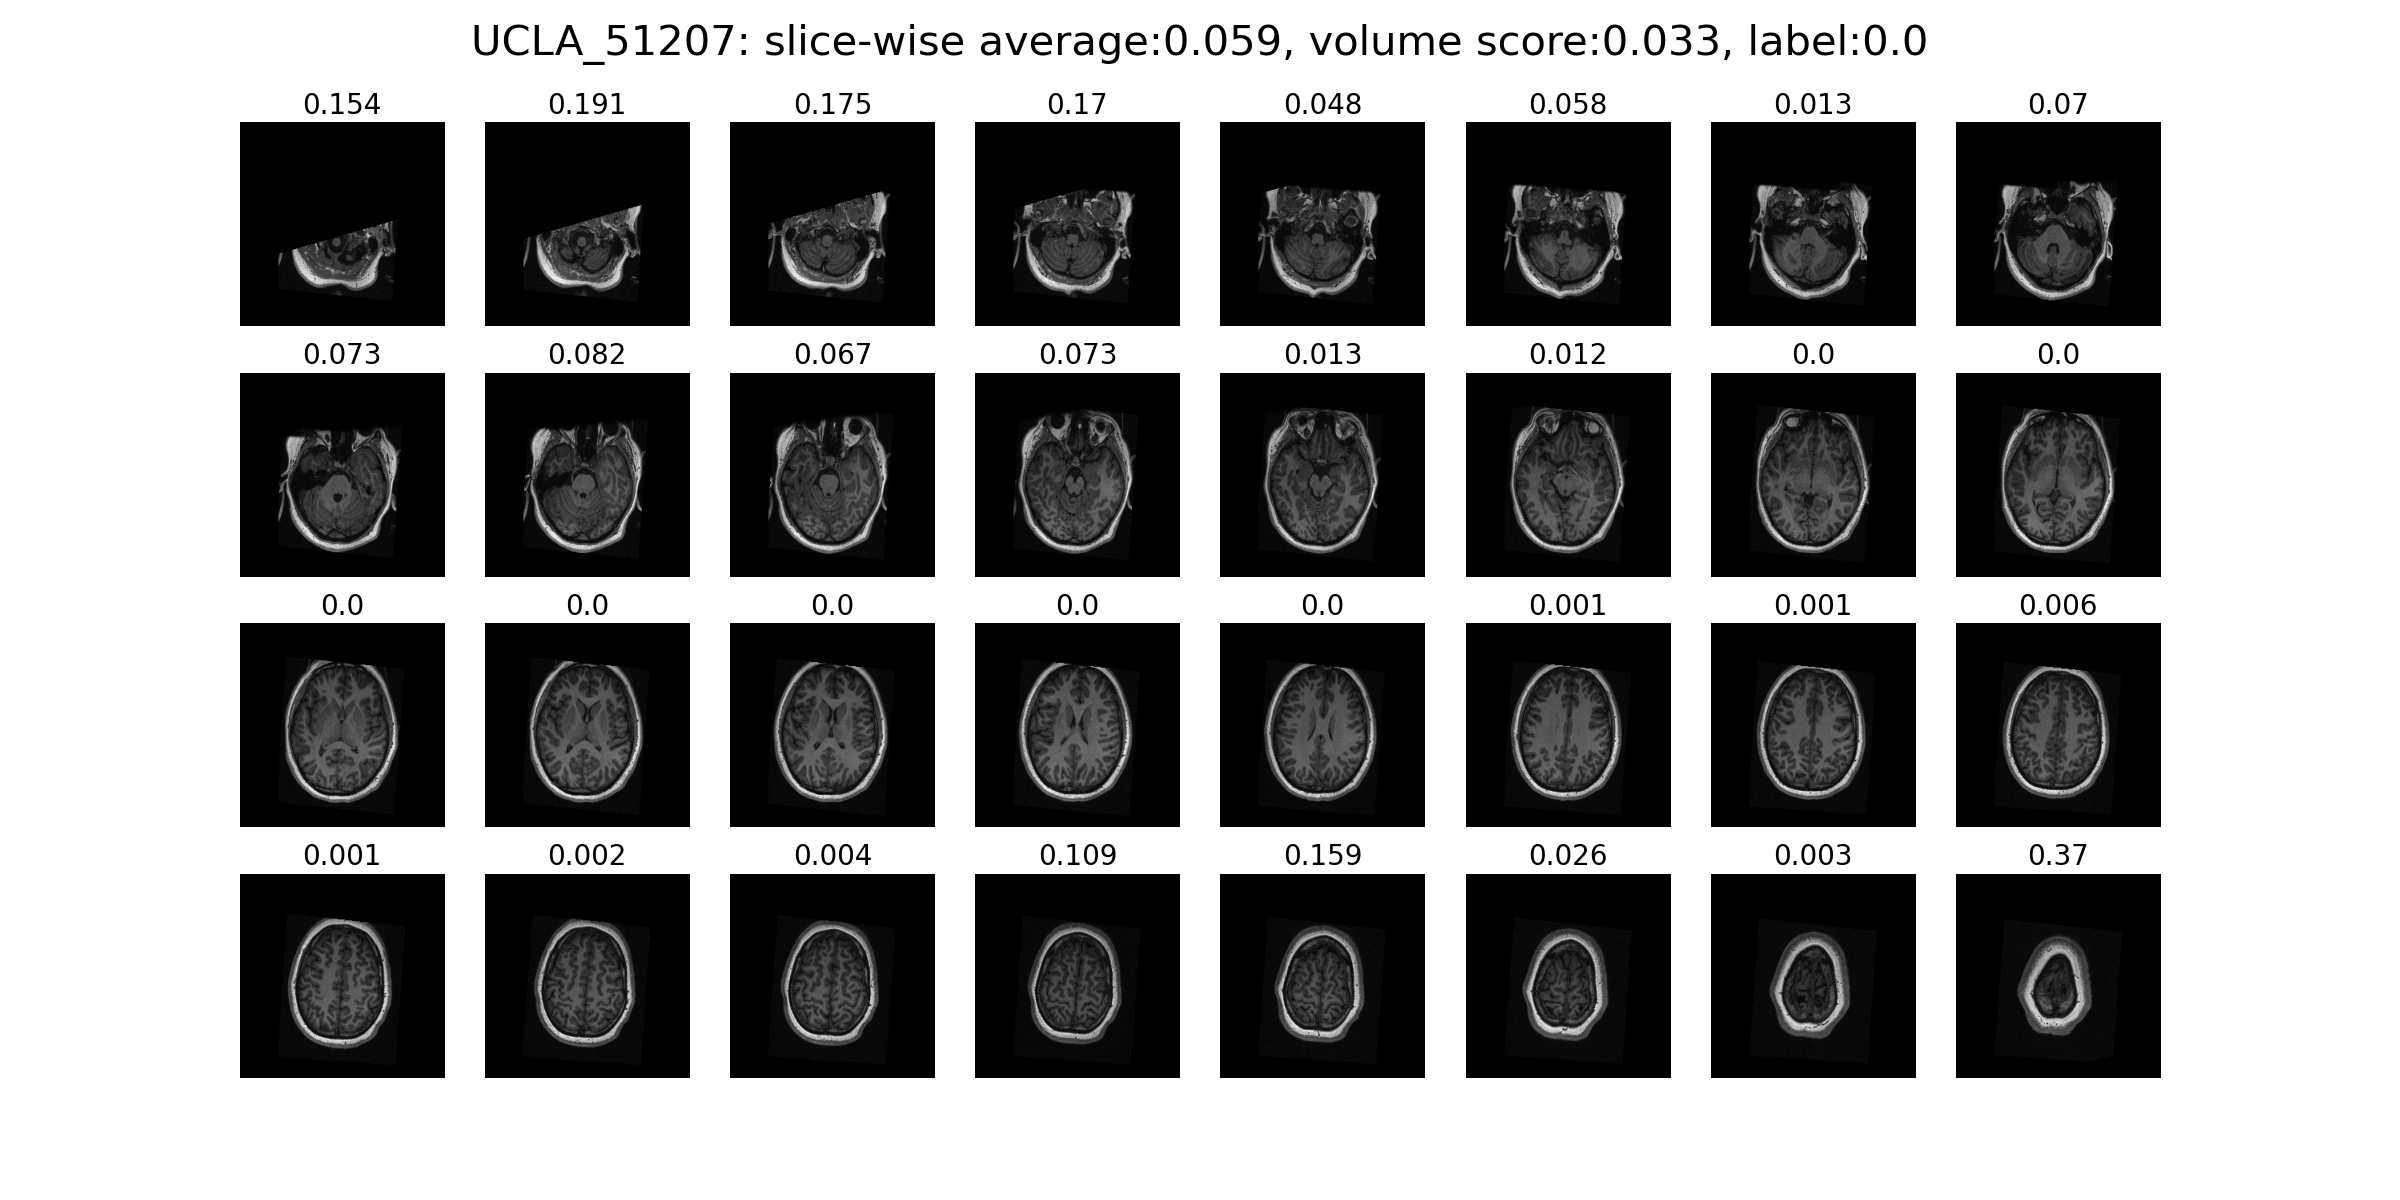 UCLA_51207: slice-wise average:0.059, volume score:0.033, label:0.0
0.154 0.191 0.175 0.17 0.048 0.058 0.013 0.07
0.073 0.082 0.067 0.073 0.013 0.012 0.0 0.0
0.0 0.0 0.0 0.0 0.0 0.001 0.001 0.006
0.001 0.002 0.004 0.109 0.159 0.026 0.003 0.37